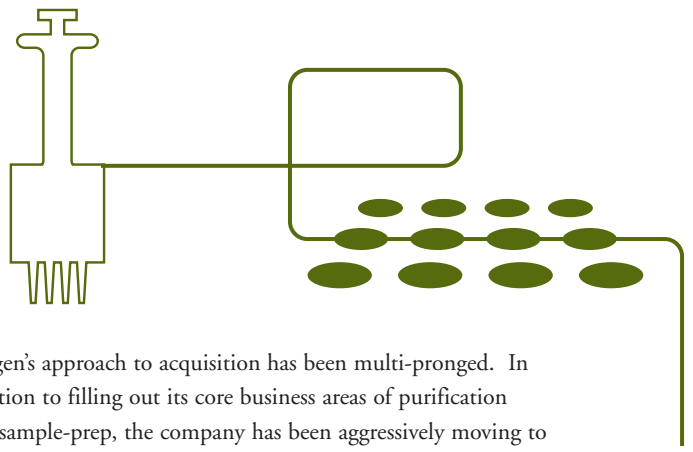 gen's approach to acquisition has been multi-pronged. In
tion to filling out its core business areas of purification
sample-prep, the company has been aggressively moving to